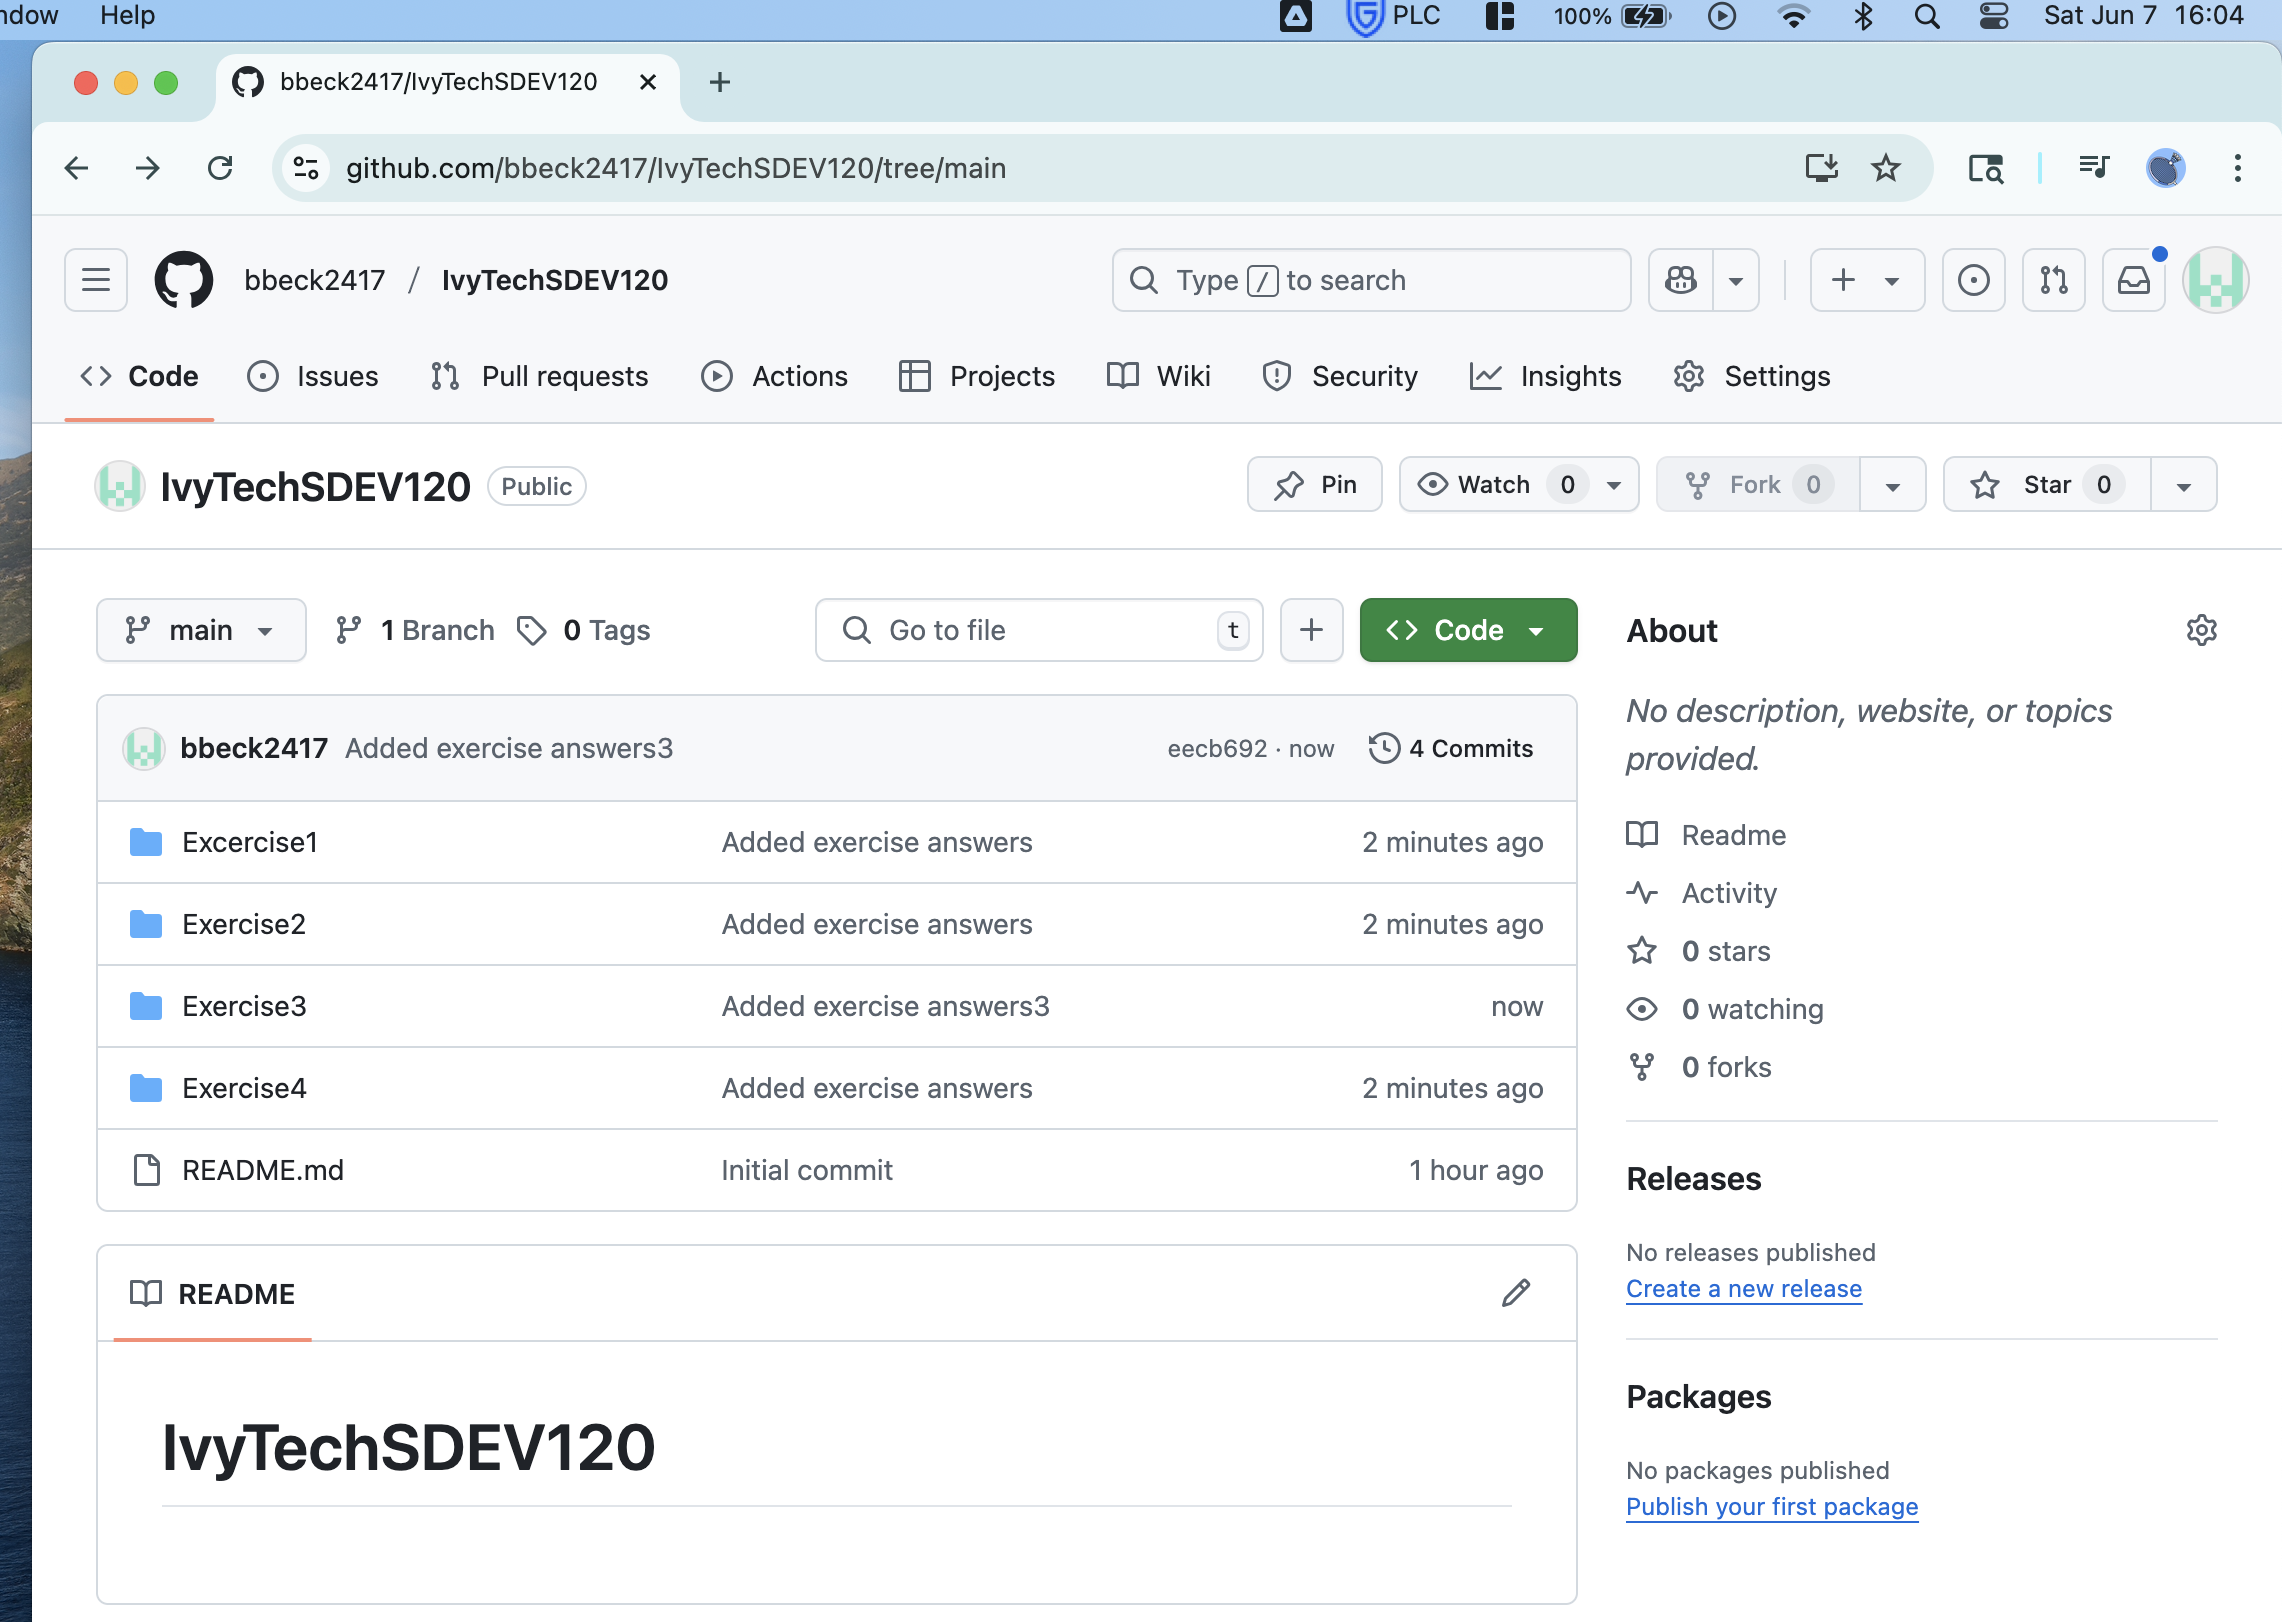 Help
PLC
100%
Sat Jun 7 16:04
bbeck2417/IvyTechSDEV120
github.com/bbeck2417/IvyTechSDEV120/tree/main
bbeck2417 / IvyTechSDEV120
Type / to search
Code
Issues
Pull requests
Actions
Projects
Wiki
Security
Insights
Settings
IvyTechSDEV120 Public
Pin
Watch 0
Fork 0
Star 0
main
1 Branch
0 Tags
Go to file t
Code
bbeck2417 Added exercise answers3 eecb692 · now 4 Commits
Excercise1 Added exercise answers 2 minutes ago
Exercise2 Added exercise answers 2 minutes ago
Exercise3 Added exercise answers3 now
Exercise4 Added exercise answers 2 minutes ago
README.md Initial commit 1 hour ago
README
IvyTechSDEV120
About
No description, website, or topics
provided.
Readme
Activity
0 stars
0 watching
0 forks
Releases
No releases published
Create a new release
Packages
No packages published
Publish your first package